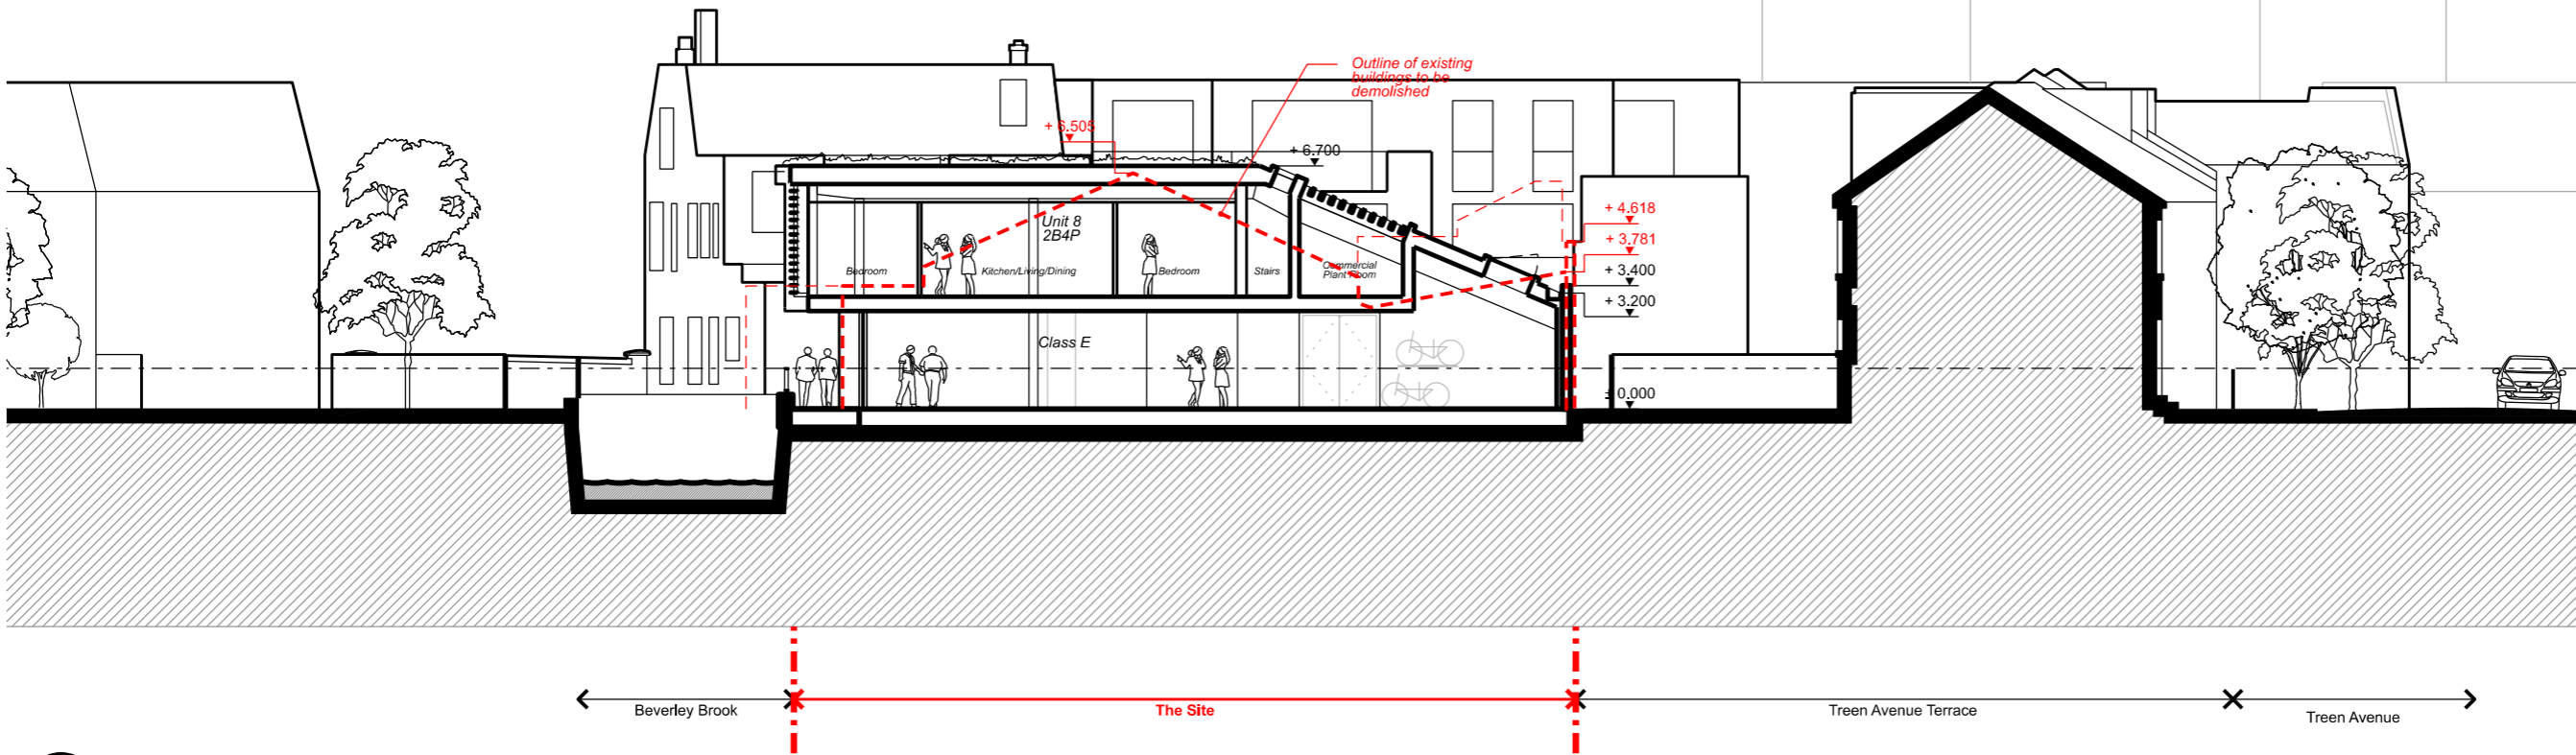 Outline of existing
buildings to be
demolished
+ 6.505
+ 6.700
+ 4.618
+ 3.781
+ 3.400
+ 3.200
± 0.000
Unit 8
2B4P
Bedroom
Kitchen/Living/Dining
Bedroom
Stairs
Commercial
Plant Room
Class E
Beverley Brook
The Site
Treen Avenue Terrace
Treen Avenue